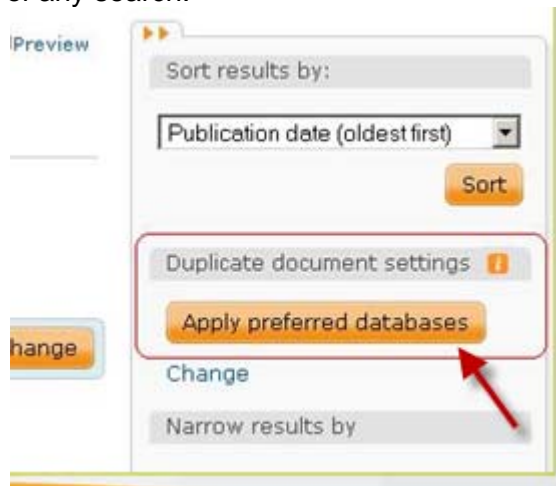 of any search.
Preview
Sort results by:
Publication date (oldest first)
Sort
Duplicate document settings
Apply preferred databases
hange
Change
Narrow results by